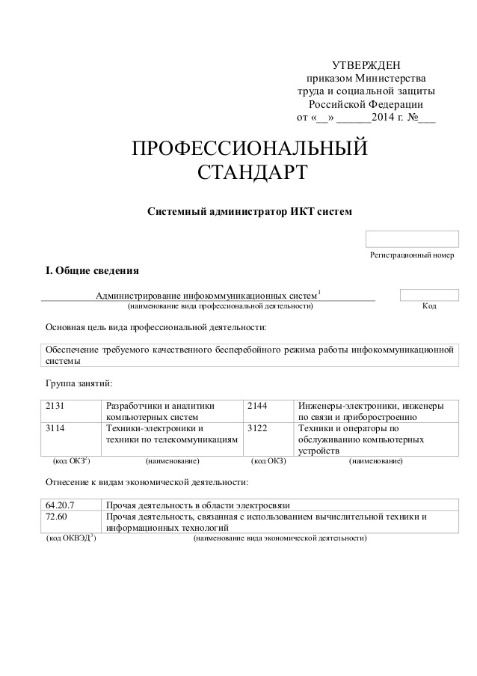 УТВЕРЖДЕН
приказом Министерства
труда и социальной защиты
Российской Федерации
от «__» ______2014 г. №___
ПРОФЕССИОНАЛЬНЫЙ
СТАНДАРТ
Системный администратор ИКТ систем
Регистрационный номер
I. Общие сведения
Администрирование инфокоммуникационных систем1
(наименование вида профессиональной деятельности) Код
Основная цель вида профессиональной деятельности:
Обеспечение требуемого качественного бесперебойного режима работы инфокоммуникационной
системы
Группа занятий:
2131 Разработчики и аналитики 2144 Инженеры-электроники, инженеры
компьютерных систем по связи и приборостроению
3114 Техники-электроники и 3122 Техники и операторы по
техники по телекоммуникациям обслуживанию компьютерных
устройств
(код ОКЗ2) (наименование) (код ОКЗ) (наименование)
Отнесение к видам экономической деятельности:
64.20.7 Прочая деятельность в области электросвязи
72.60 Прочая деятельность, связанная с использованием вычислительной техники и
информационных технологий
(код ОКВЭД3) (наименование вида экономической деятельности)